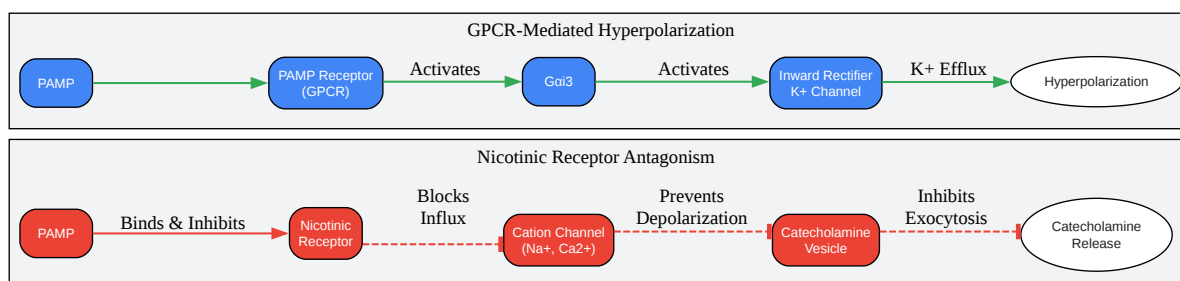 GPCR-Mediated Hyperpolarization
PAMP
PAMP Receptor
(GPCR)
Activates
Gαi3
Activates
Inward Rectifier
K+ Channel
K+ Efflux
Hyperpolarization
Nicotinic Receptor Antagonism
PAMP
Binds & Inhibits
Nicotinic
Receptor
Blocks
Influx
Cation Channel
(Na+, Ca2+)
Prevents
Depolarization
Catecholamine
Vesicle
Inhibits
Exocytosis
Catecholamine
Release